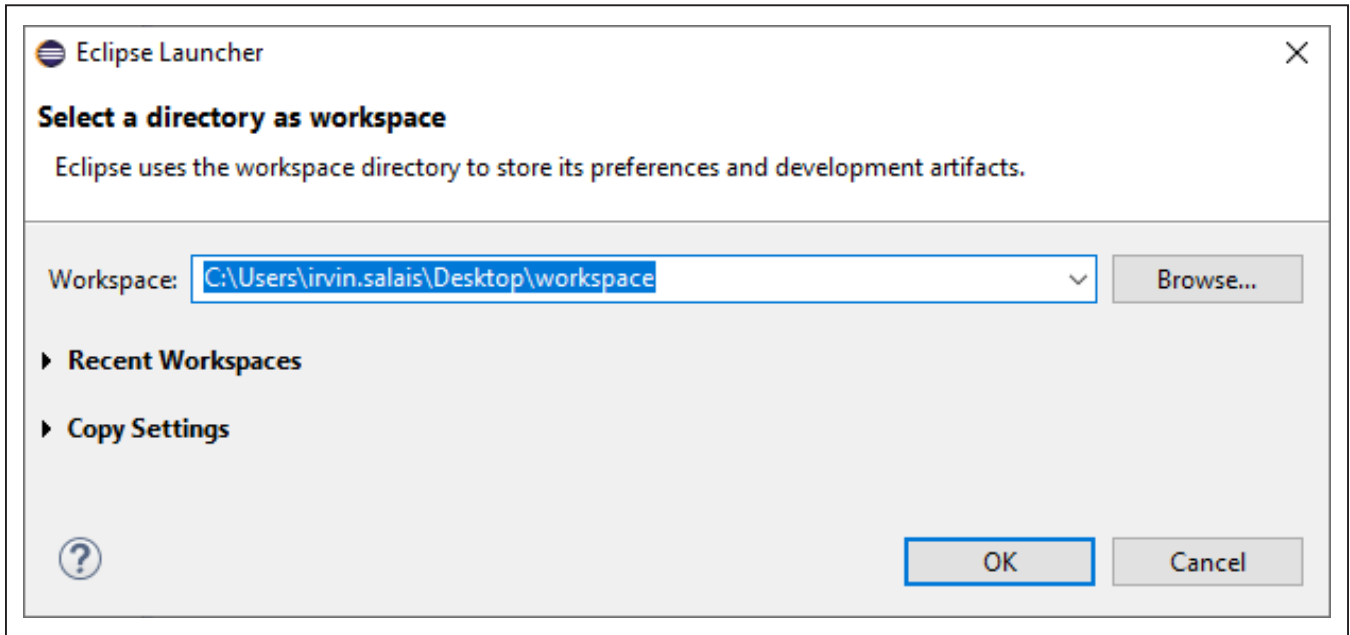 Eclipse Launcher
Select a directory as workspace
Eclipse uses the workspace directory to store its preferences and development artifacts.
Workspace: C:\Users\irvin.salais\Desktop\workspace Browse...
Recent Workspaces
Copy Settings
? OK Cancel